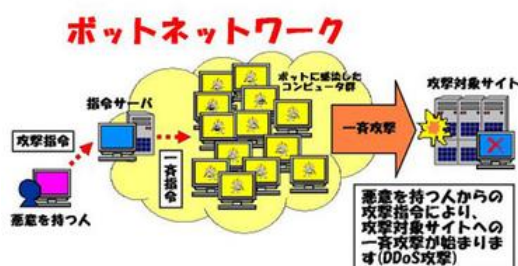 ボットネットワーク
ボットに感染した
コンピュータ群
攻撃対象サイト
指令サーバ
攻撃指令
一斉指令
一斉攻撃
悪意を持つ人
悪意を持つ人からの
攻撃指令により、
攻撃対象サイトへの
一斉攻撃が始まりま
す(DDoS攻撃)